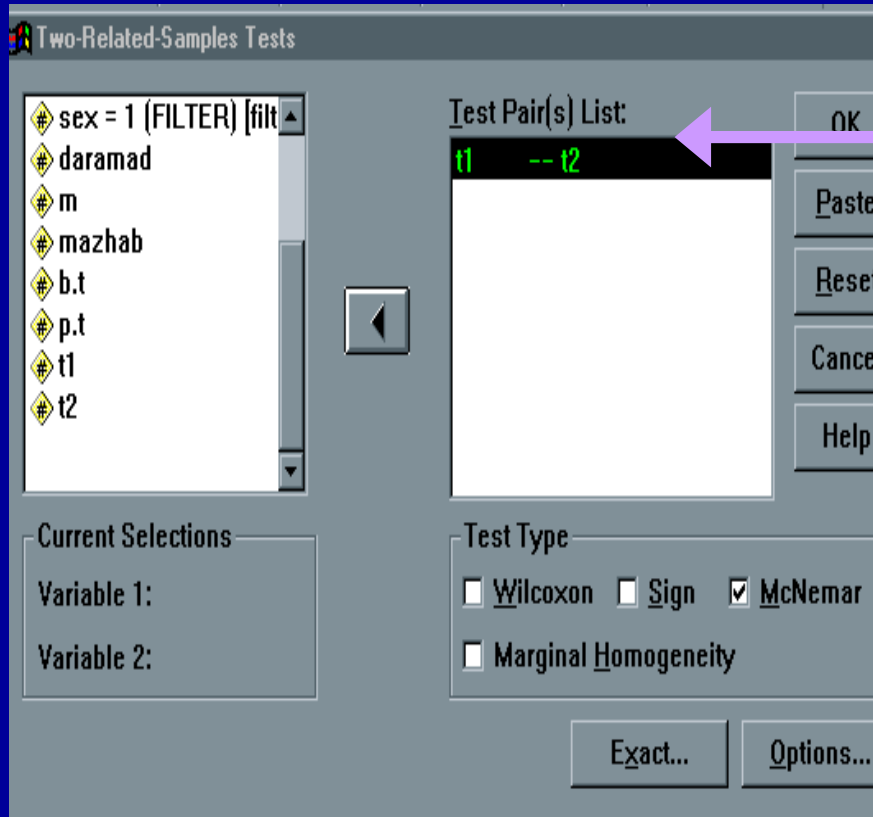 Two-Related-Samples Tests
sex = 1 (FILTER) [filt
daramad
m
mazhab
b.t
p.t
t1
t2
Test Pair(s) List:
t1 -- t2
OK
Paste
Reset
Cance
Help
Current Selections
Variable 1:
Variable 2:
Test Type
Wilcoxon Sign McNemar
Marginal Homogeneity
Exact... Options...